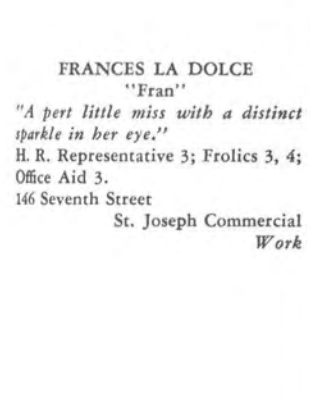 FRANCES LA DOLCE
"Fran"
"A pert little miss with a distinct
sparkle in her eye."
H. R. Representative 3; Frolics 3, 4;
Office Aid 3.
146 Seventh Street
St. Joseph Commercial
Work